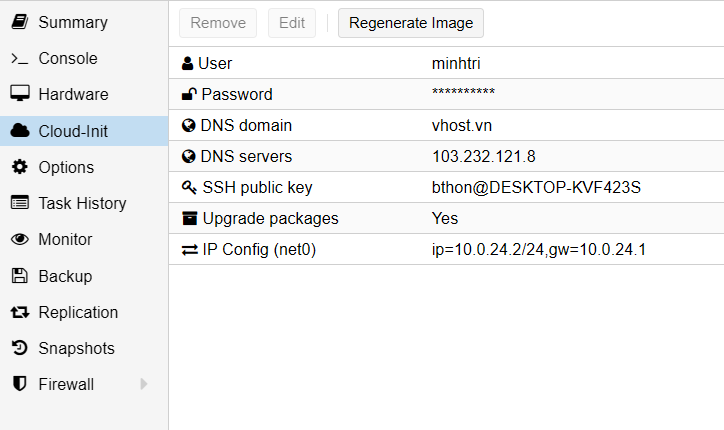 Summary
Console
Hardware
Cloud-Init
Options
Task History
Monitor
Backup
Replication
Snapshots
Firewall
Remove Edit Regenerate Image
User minhtri
Password **********
DNS domain vhost.vn
DNS servers 103.232.121.8
SSH public key bthon@DESKTOP-KVF423S
Upgrade packages Yes
IP Config (net0) ip=10.0.24.2/24,gw=10.0.24.1